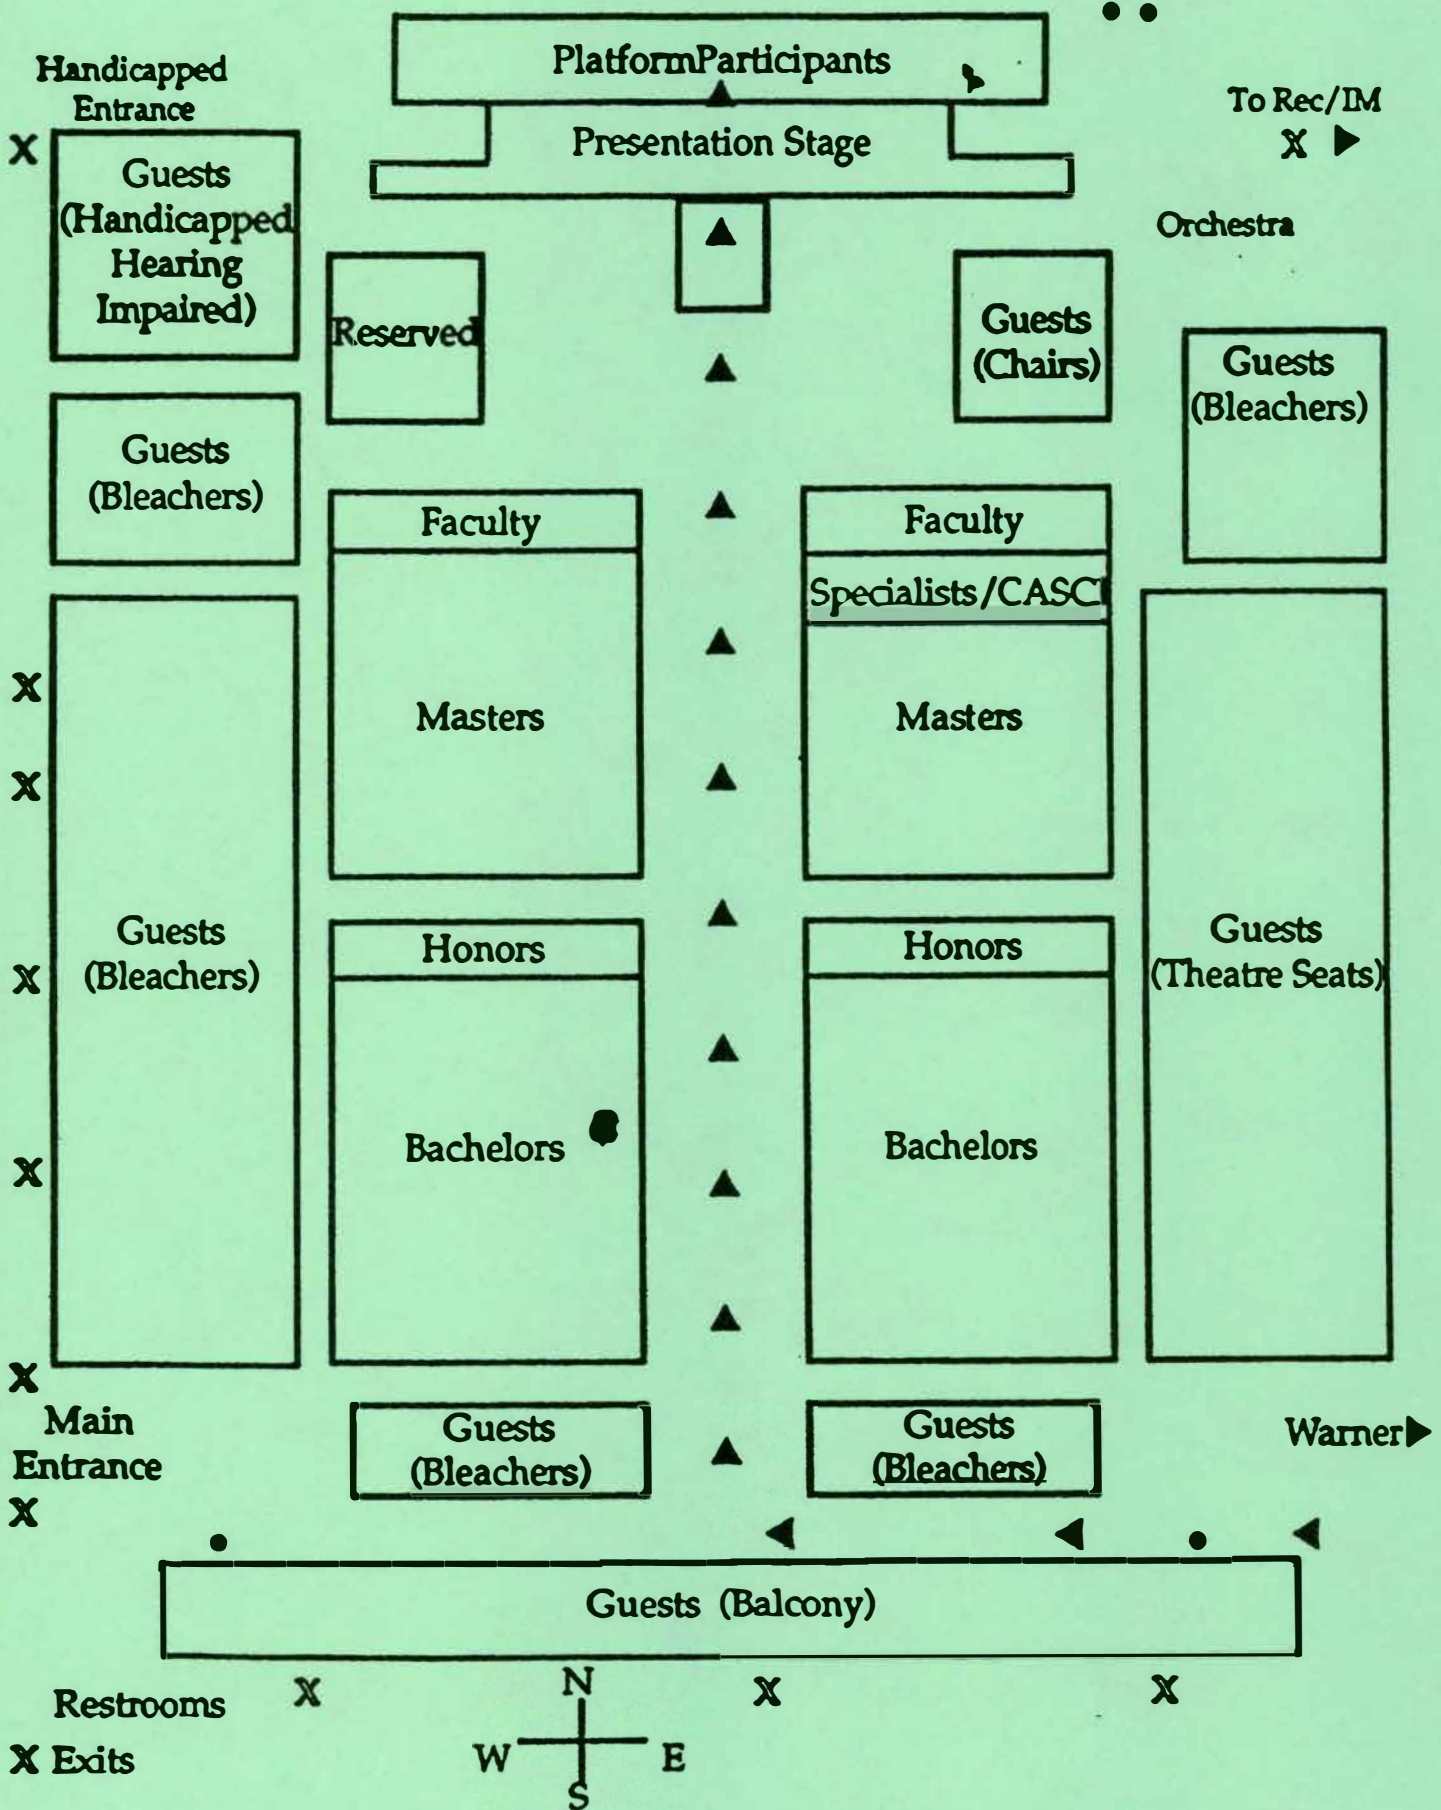 PlatformParticipants
Handicapped
Entrance
To Rec/IM
X
X
Presentation Stage
Guests
(Handicapped
Hearing
Impaired)
Orchestra
Reserved
Guests
(Chairs)
Guests
(Bleachers)
Guests
(Bleachers)
Faculty
Faculty
Specialists/CASCI
X
Masters
Masters
X
Guests
(Bleachers)
Honors
Honors
Guests
(Theatre Seats)
X
Bachelors
Bachelors
X
X
Main
Entrance
X
Guests
(Bleachers)
Guests
(Bleachers)
Warner
Guests (Balcony)
X
X
X
Restrooms
X Exits
N
W
E
S